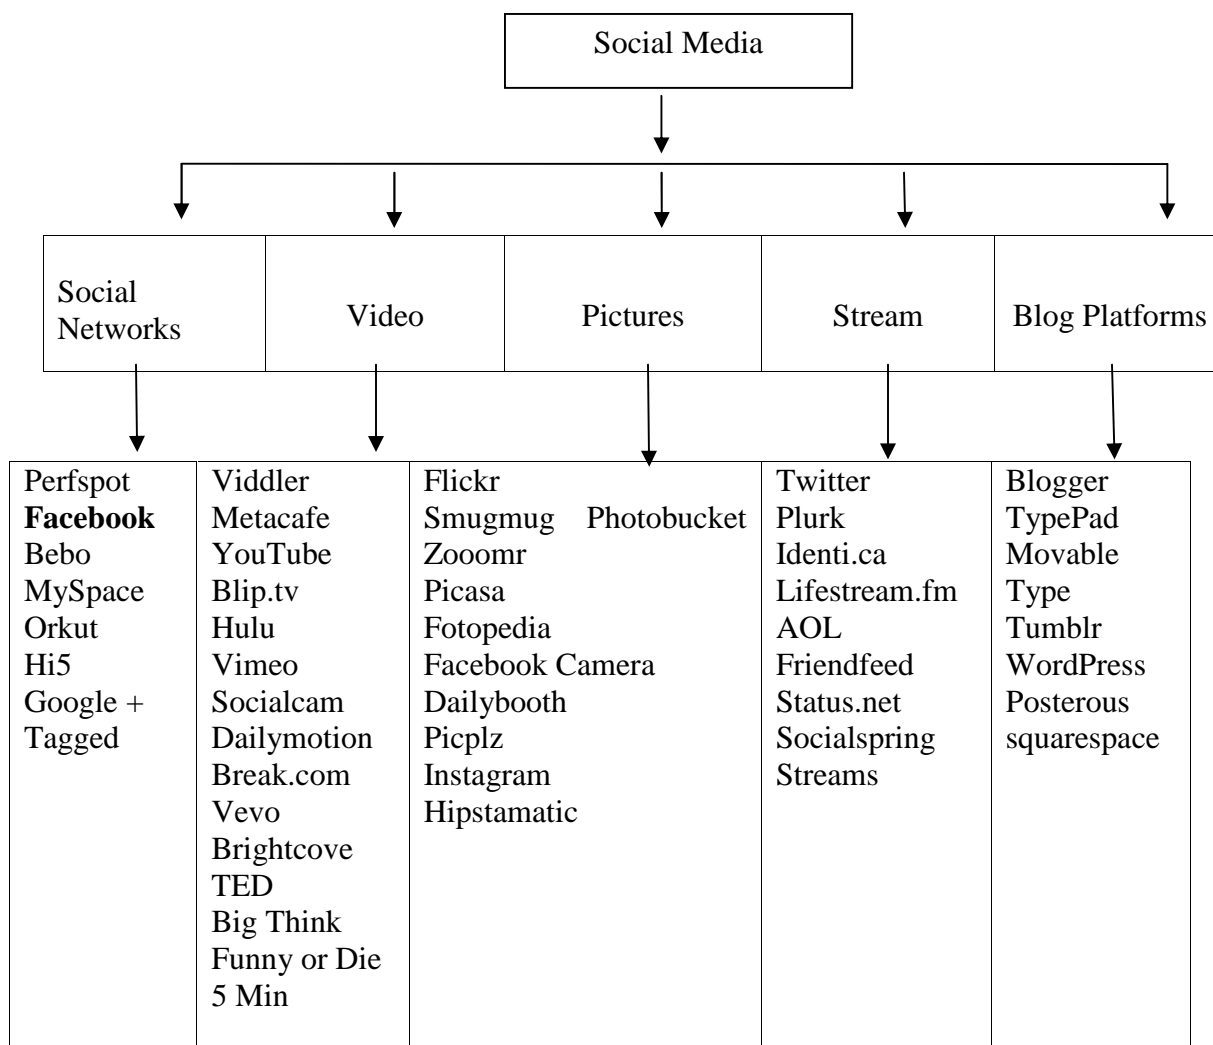 Social Media
Social
Networks
Video
Pictures
Stream
Blog Platforms
Perfspot
Facebook
Bebo
MySpace
Orkut
Hi5
Google +
Tagged
Viddler
Metacafe
YouTube
Blip.tv
Hulu
Vimeo
Socialcam
Dailymotion
Break.com
Vevo
Brightcove
TED
Big Think
Funny or Die
5 Min
Flickr
Smugmug Photobucket
Zooomr
Picasa
Fotopedia
Facebook Camera
Dailybooth
Picplz
Instagram
Hipstamatic
Twitter
Plurk
Identi.ca
Lifestream.fm
AOL
Friendfeed
Status.net
Socialspring
Streams
Blogger
TypePad
Movable
Type
Tumblr
WordPress
Posterous
squarespace